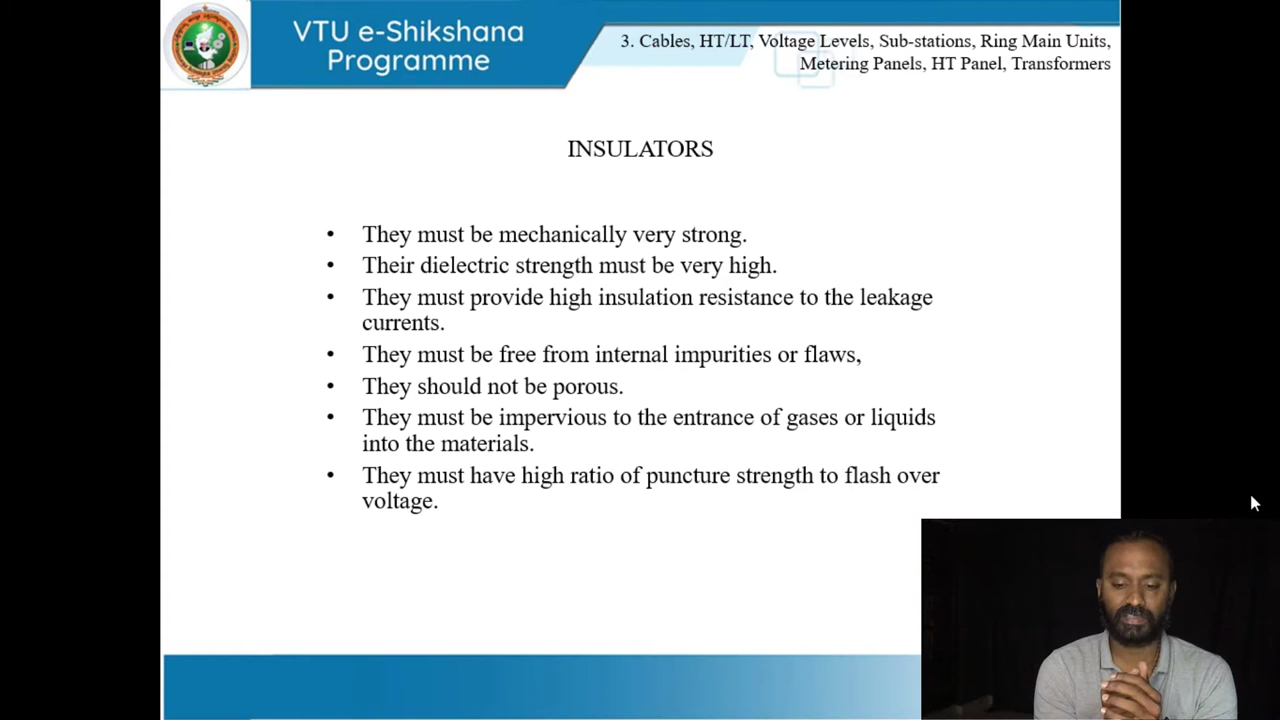 VTU e-Shikshana
Programme
3. Cables, HT/LT, Voltage Levels, Sub-stations, Ring Main Units,
Metering Panels, HT Panel, Transformers
INSULATORS
• They must be mechanically very strong.
• Their dielectric strength must be very high.
• They must provide high insulation resistance to the leakage
currents.
• They must be free from internal impurities or flaws,
• They should not be porous.
• They must be impervious to the entrance of gases or liquids
into the materials.
• They must have high ratio of puncture strength to flash over
voltage.